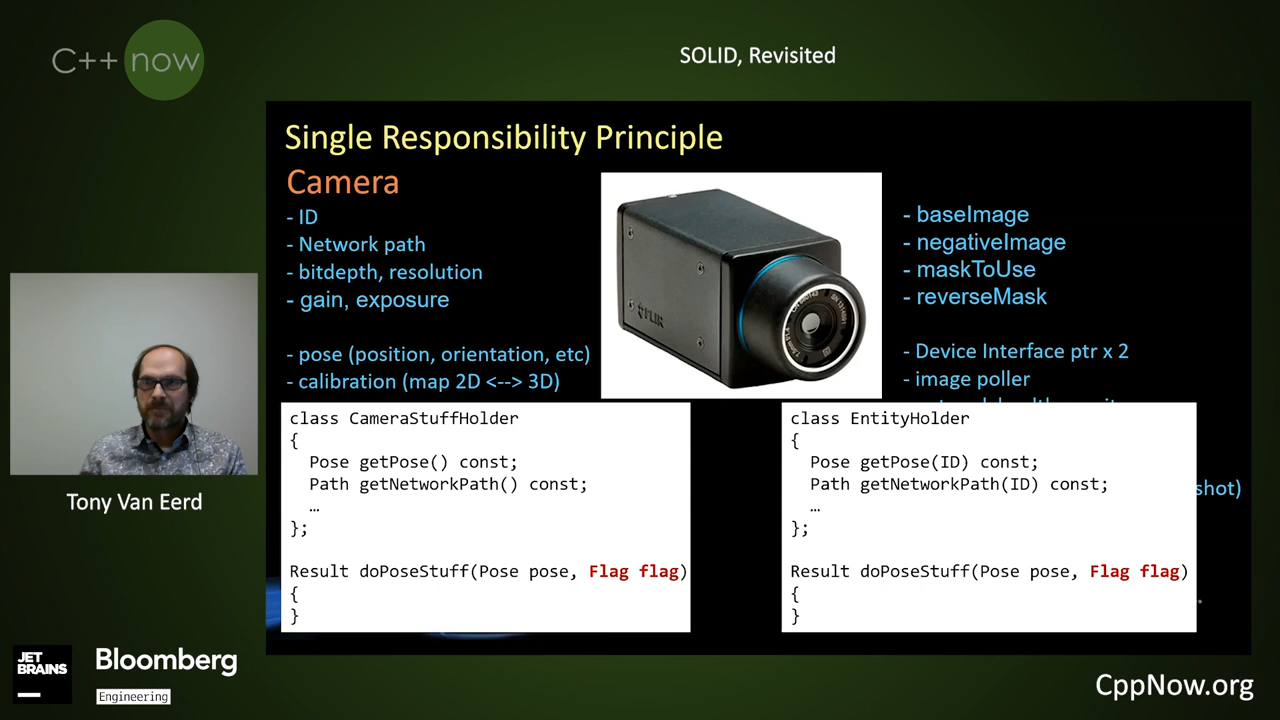 C++ now
SOLID, Revisited
Single Responsibility Principle
Camera
- ID
- Network path
- bitdepth, resolution
- gain, exposure
- pose (position, orientation, etc)
- calibration (map 2D <--> 3D)
FLIR
- baseImage
- negativeImage
- maskToUse
- reverseMask
- Device Interface ptr x 2
- image poller
shot)
class CameraStuffHolder
{
Pose getPose() const;
Path getNetworkPath() const;
…
};
Result doPoseStuff(Pose pose, Flag flag)
{
}
class EntityHolder
{
Pose getPose(ID) const;
Path getNetworkPath(ID) const;
…
};
Result doPoseStuff(Pose pose, Flag flag)
{
}
Tony Van Eerd
JET
BRAINS
Bloomberg
Engineering
CppNow.org